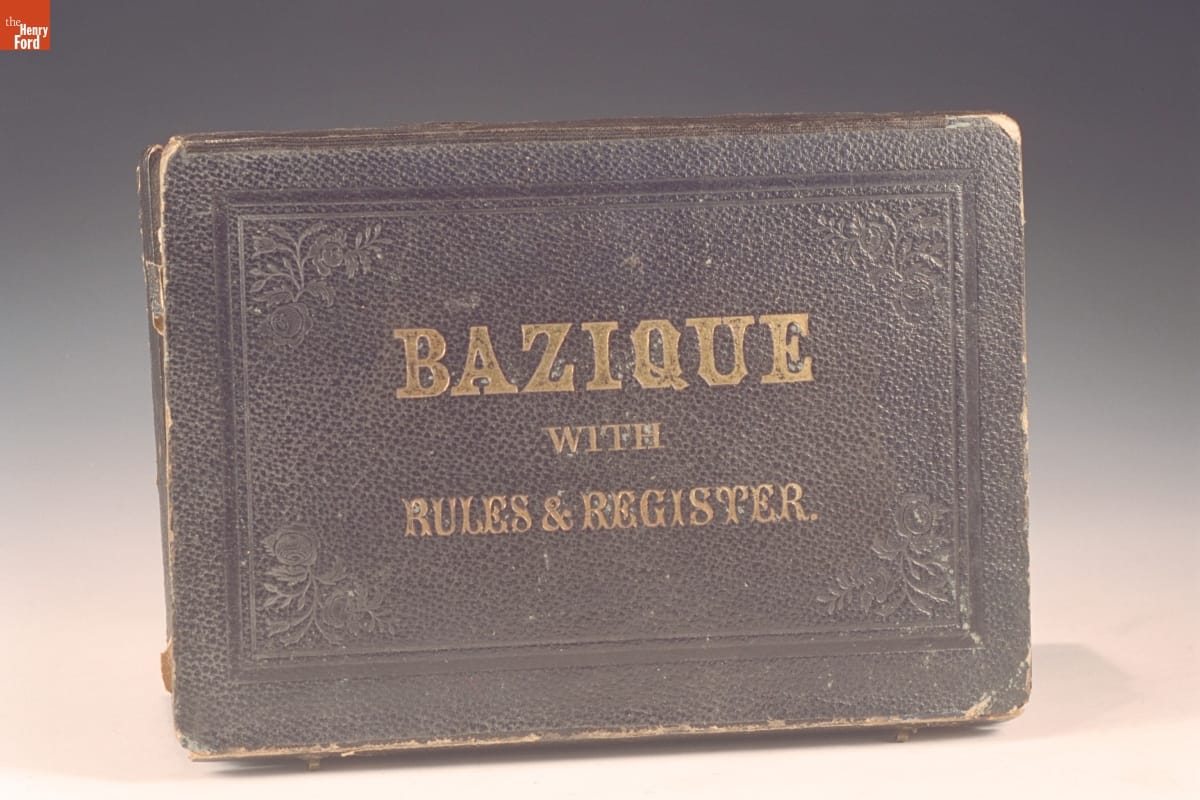 the
Henry
Ford
BAZIQUE
WITH
RULES & REGISTER.